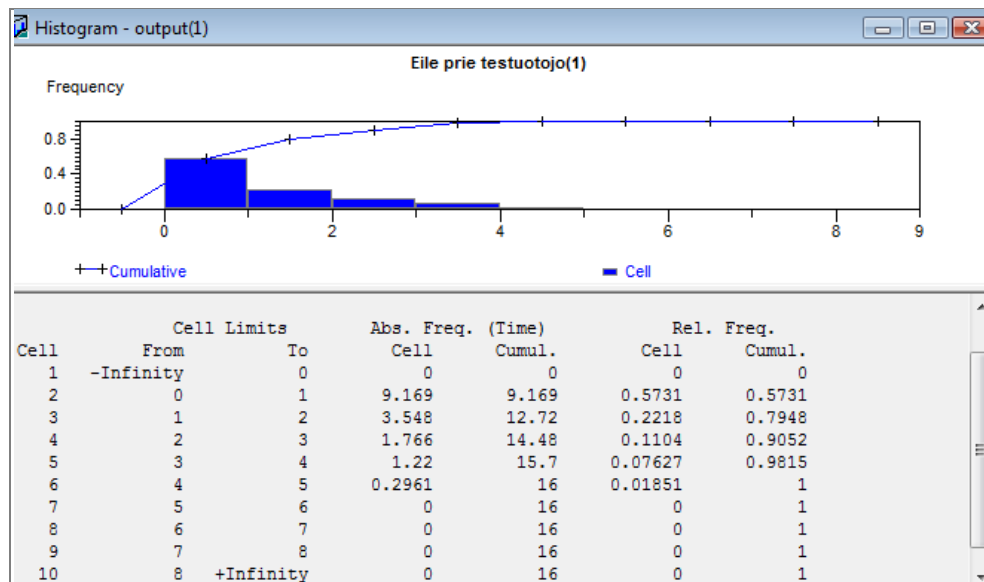 Histogram - output(1)
Eile prie testuotojo(1)
Frequency
0.8
0.4
0.0
0 2 4 6 8 9
Cumulative Cell
Cell Limits Abs. Freq. (Time) Rel. Freq.
Cell From To Cell Cumul. Cell Cumul.
1 -Infinity 0 0 0 0 0
2 0 1 9.169 9.169 0.5731 0.5731
3 1 2 3.548 12.72 0.2218 0.7948
4 2 3 1.766 14.48 0.1104 0.9052
5 3 4 1.22 15.7 0.07627 0.9815
6 4 5 0.2961 16 0.01851 1
7 5 6 0 16 0 1
8 6 7 0 16 0 1
9 7 8 0 16 0 1
10 8 +Infinity 0 16 0 1